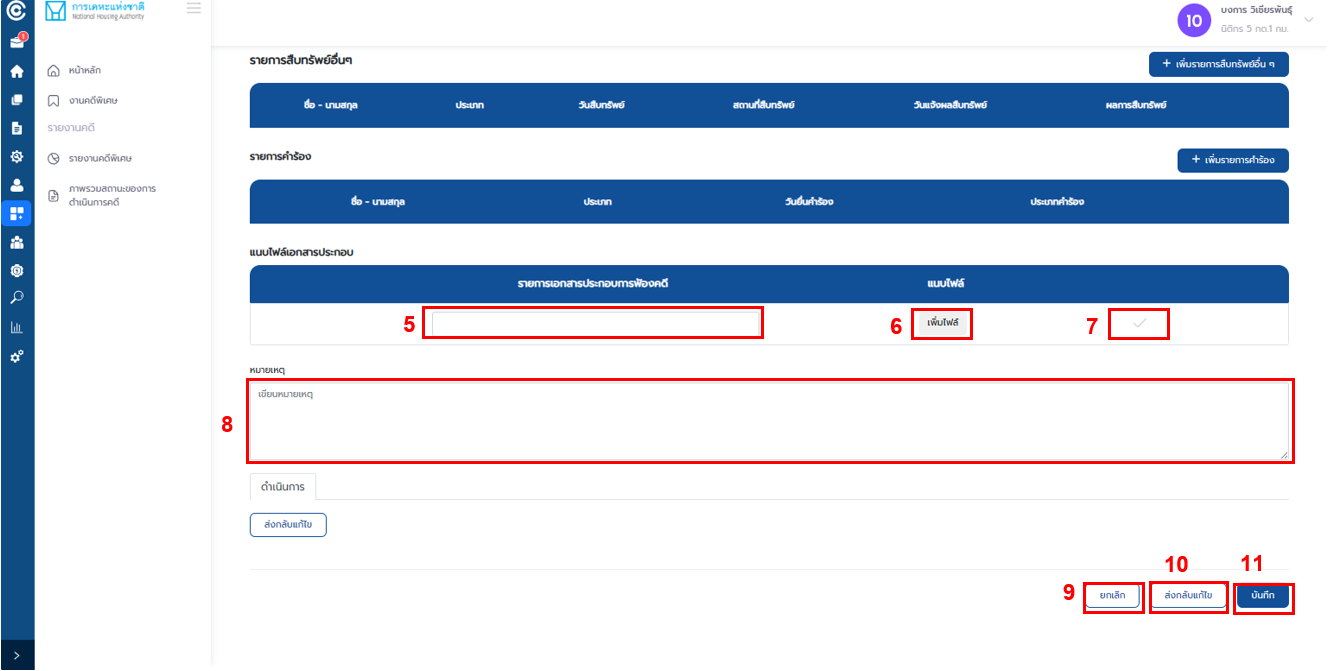 การเคหะแห่งชาติ
National Housing Authority
1
หน้าหลัก
งานคดีพิเศษ
รายงานคดี
รายงานคดีพิเศษ
ภาพรวมสถานะของการ
ดำเนินการคดี
10
บงการ วิเชียรพันธุ์
นิติกร 5 กด.1 กม.
รายการสืบทรัพย์อื่นๆ
+ เพิ่มรายการสืบทรัพย์อื่น ๆ
ชื่อ - นามสกุล ประเภท วันสืบทรัพย์ สถานที่สืบทรัพย์ วันแจ้งผลสืบทรัพย์ ผลการสืบทรัพย์
รายการคำร้อง
+ เพิ่มรายการคำร้อง
ชื่อ - นามสกุล ประเภท วันยื่นคำร้อง ประเภทคำร้อง
แนบไฟล์เอกสารประกอบ
รายการเอกสารประกอบการฟ้องคดี แนบไฟล์
5 6 เพิ่มไฟล์ 7
หมายเหตุ
เขียนหมายเหตุ
8
ดำเนินการ
ส่งกลับแก้ไข
10 11
9 ยกเลิก ส่งกลับแก้ไข บันทึก